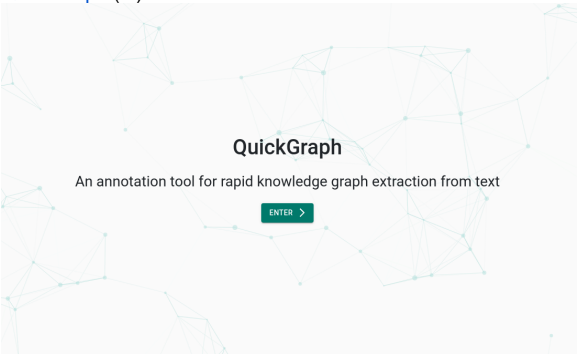 QuickGraph
An annotation tool for rapid knowledge graph extraction from text
ENTER